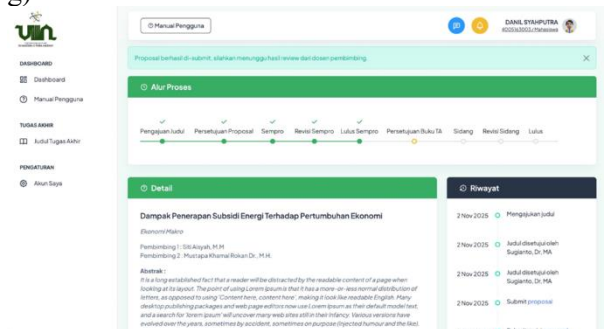 g)
UIN
Manual Pengguna
DANIL SYAHPUTRA
Proposal berhasil di-submit, silahkan menunggu hasil review dari dosen pembimbing.
DASHBOARD
Dashboard
Manual Pengguna
TUGAS AKHIR
Judul Tugas Akhir
PENGATURAN
Akun Saya
Alur Proses
Pengajuan Judul Persetujuan Proposal Sempro Revisi Sempro Lulus Sempro Persetujuan Buku TA Sidang Revisi Sidang Lulus
Detail
Dampak Penerapan Subsidi Energi Terhadap Pertumbuhan Ekonomi
Ekonomi Makro
Pembimbing 1 : Siti Aisyah, M.M
Pembimbing 2 : Mustapa Khamal Rokan Dr., M.H.
Abstrak :
It is a long established fact that a reader will be distracted by the readable content of a page when
looking at its layout. The point of using Lorem Ipsum is that it has a more-or-less normal distribution of
letters, as opposed to using 'Content here, content here', making it look like readable English. Many
desktop publishing packages and web page editors now use Lorem Ipsum as their default model text,
and a search for 'lorem ipsum' will uncover many web sites still in their infancy. Various versions have
evolved over the years, sometimes by accident, sometimes on purpose (injected humour and the like).
Riwayat
2 Nov 2025 Mengajukan judul
2 Nov 2025 Judul disetujui oleh
Sugianto, Dr, MA
2 Nov 2025 Judul disetujui oleh
Sugianto, Dr, MA
2 Nov 2025 Submit proposal